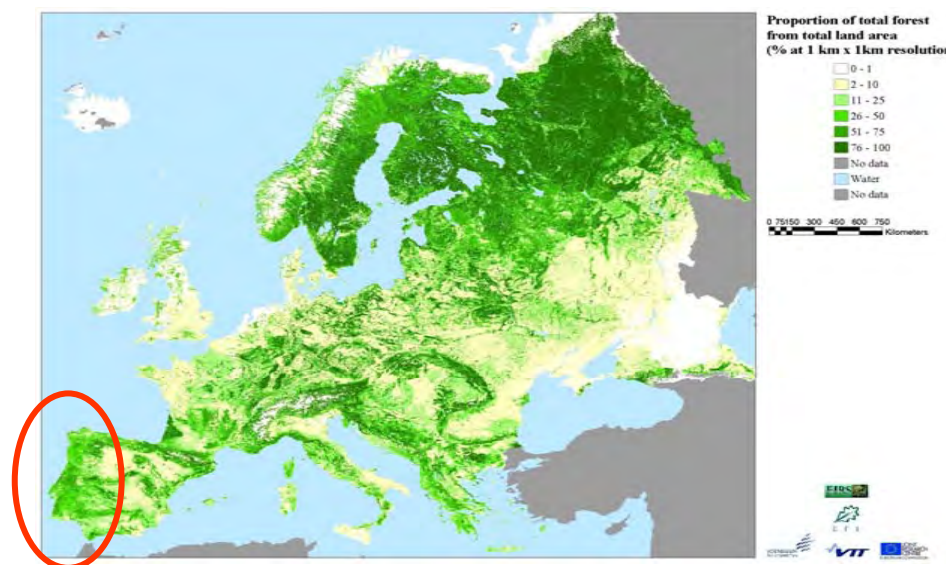 Proportion of total forest
from total land area
(% at 1 km x 1km resolution
0 - 1
2 - 10
11 - 25
26 - 50
51 - 75
76 - 100
No data
Water
No data
0 75150 300 450 600 750
Kilometers
EFI
VTT